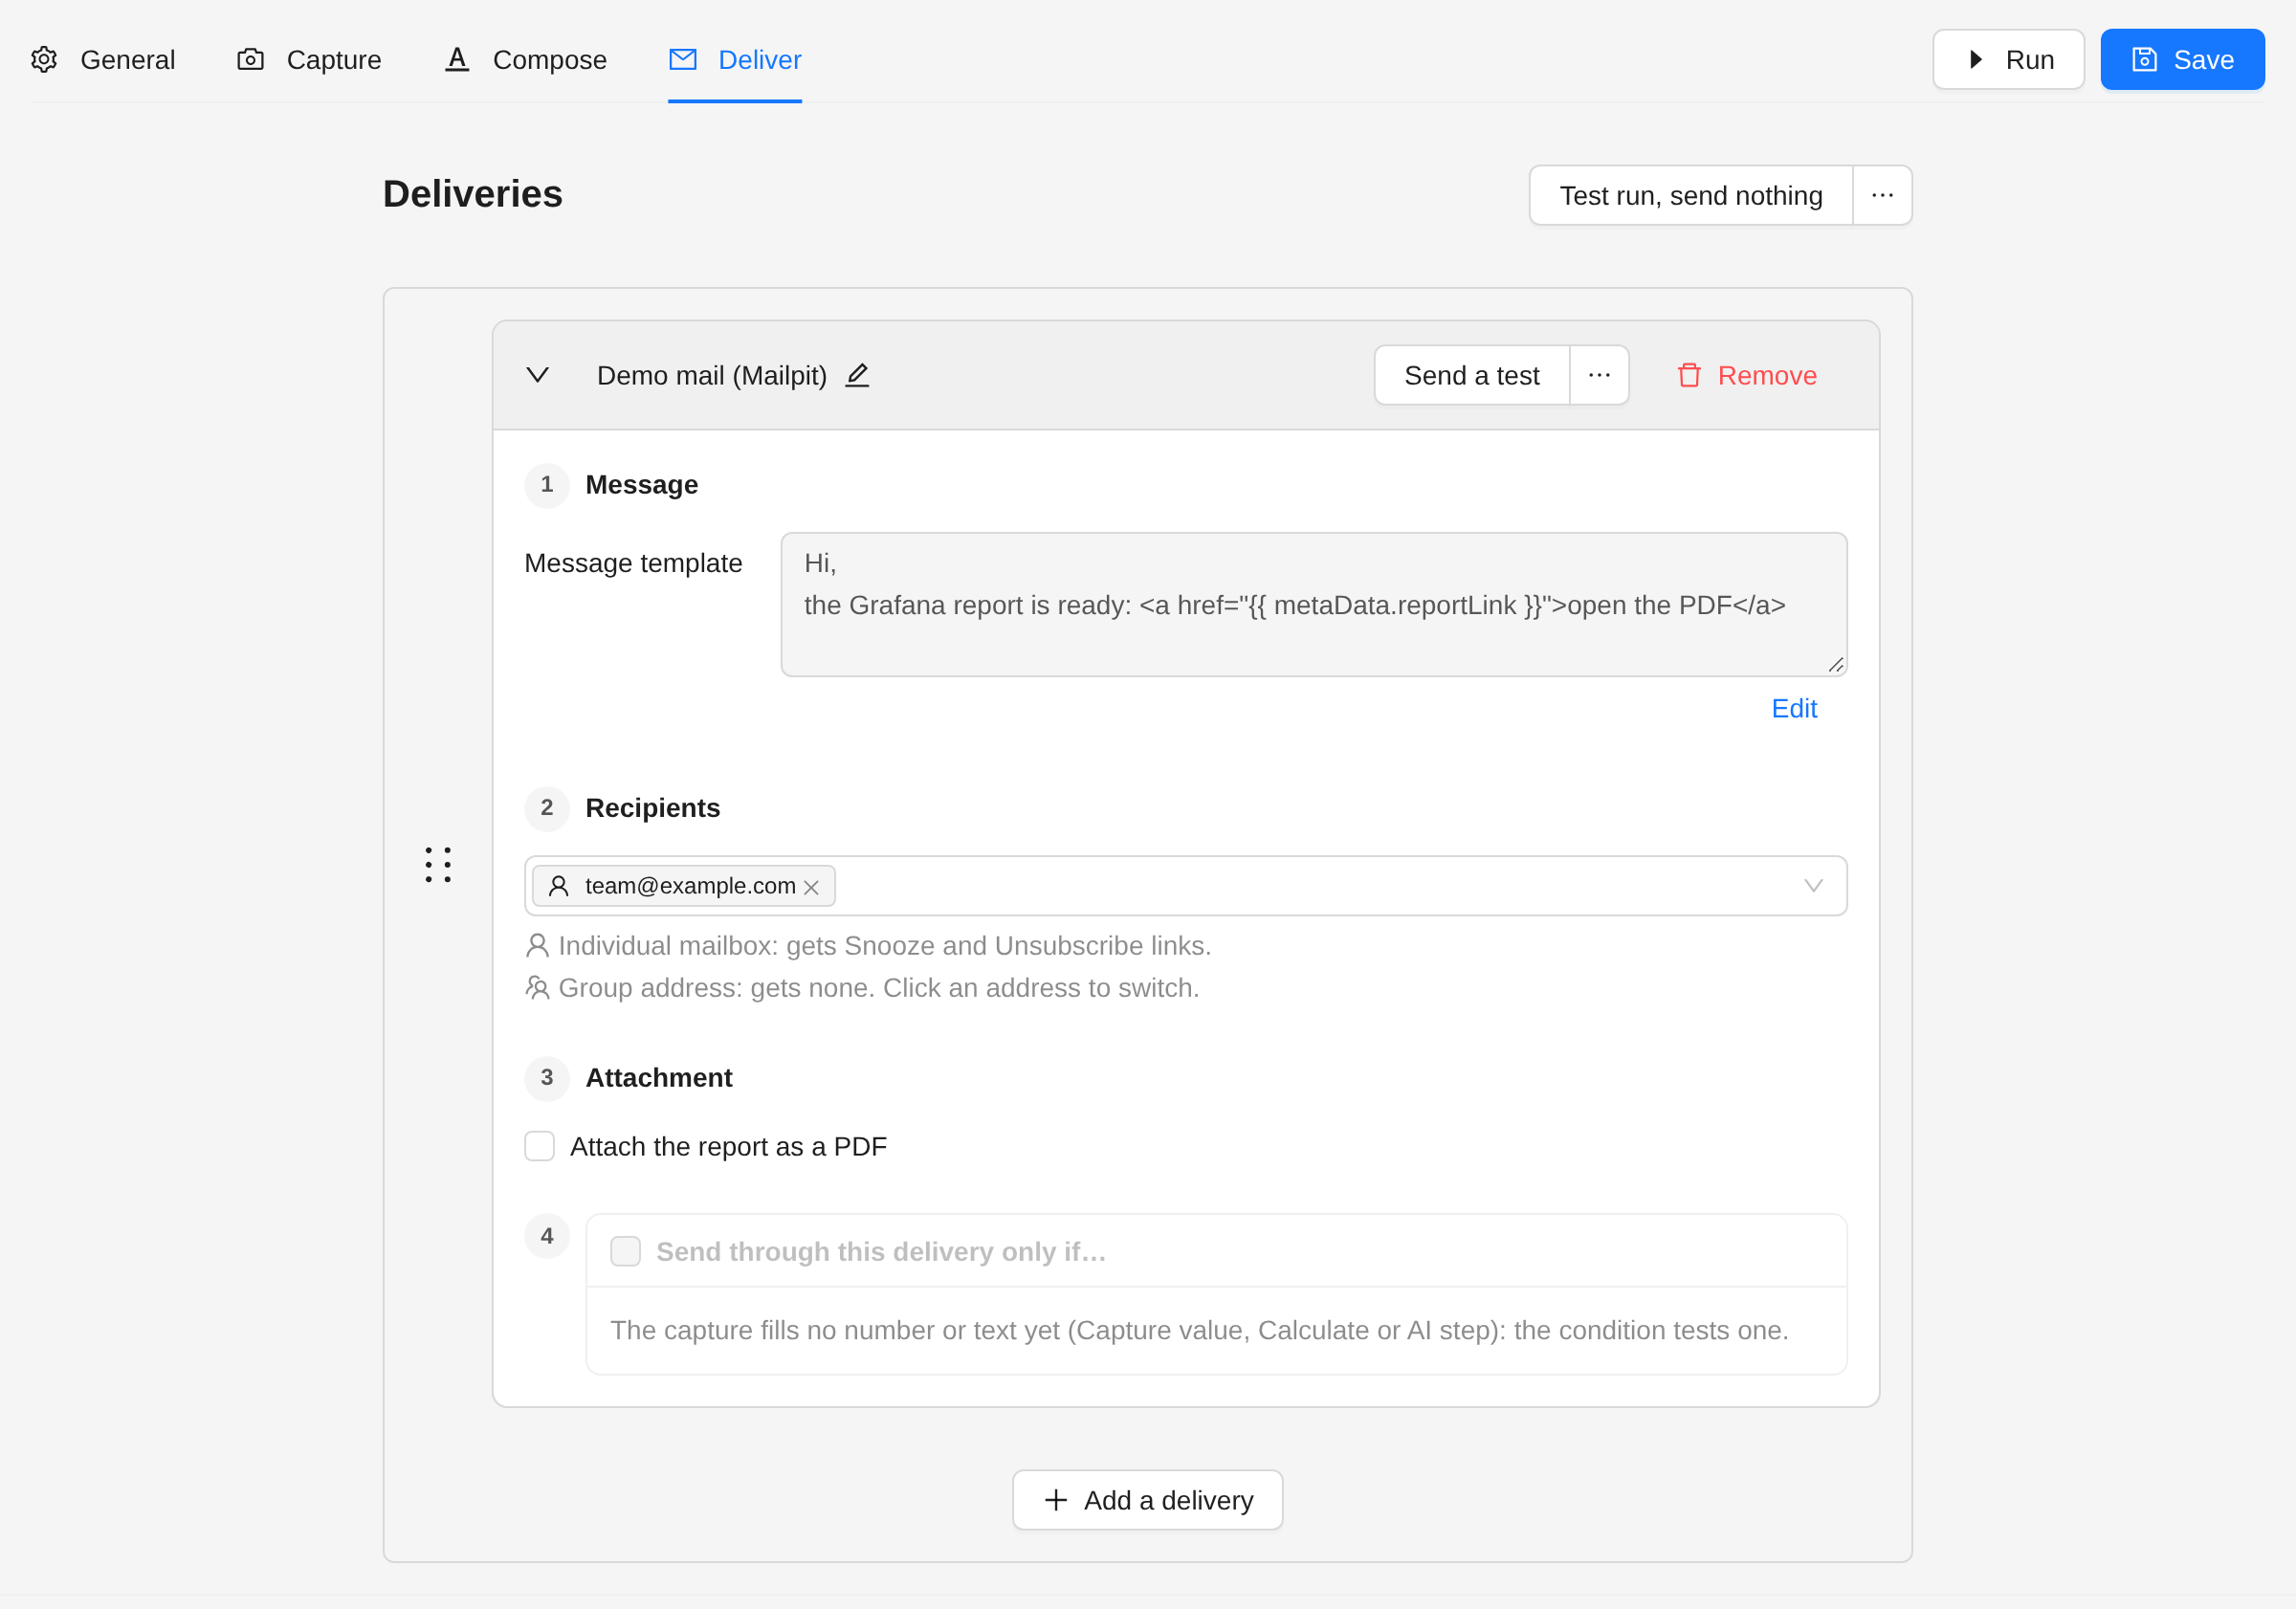 General
Capture
Compose
Deliver
Run
Save
Deliveries
Test run, send nothing
Demo mail (Mailpit)
Send a test
Remove
1
Message
Message template
Hi,
the Grafana report is ready: <a href="{{ metaData.reportLink }}">open the PDF</a>
Edit
2
Recipients
team@example.com
Individual mailbox: gets Snooze and Unsubscribe links.
Group address: gets none. Click an address to switch.
3
Attachment
Attach the report as a PDF
4
Send through this delivery only if…
The capture fills no number or text yet (Capture value, Calculate or AI step): the condition tests one.
Add a delivery